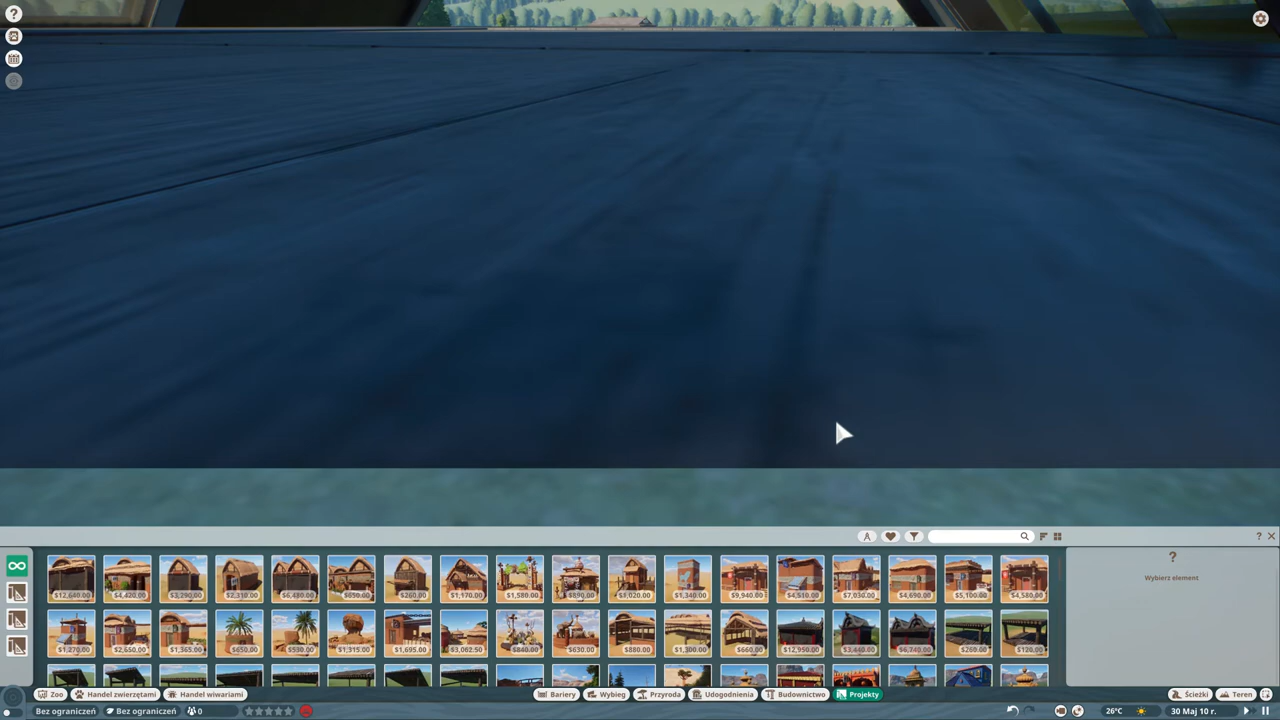 ?
A
?
?
Wybierz element
$12,640.00 $4,420.00 $3,290.00 $2,310.00 $6,480.00 $850.00 $260.00 $1,170.00 $1,580.00 $890.00 $1,020.00 $1,340.00 $9,940.00 $4,510.00 $7,030.00 $4,690.00 $5,100.00 $4,580.00
$1,270.00 $2,650.00 $1,365.00 $650.00 $530.00 $1,315.00 $1,695.00 $3,062.50 $840.00 $630.00 $880.00 $1,300.00 $660.00 $12,950.00 $3,440.00 $6,740.00 $269.00 $120.00
Zoo Handel zwierzętami Handel wiwariami Bariery Wybieg Przyroda Udogodnienia Budownictwo Projekty Ścieżki Teren
Bez ograniczeń Bez ograniczeń 0 26°C 30 Maj 10 r.